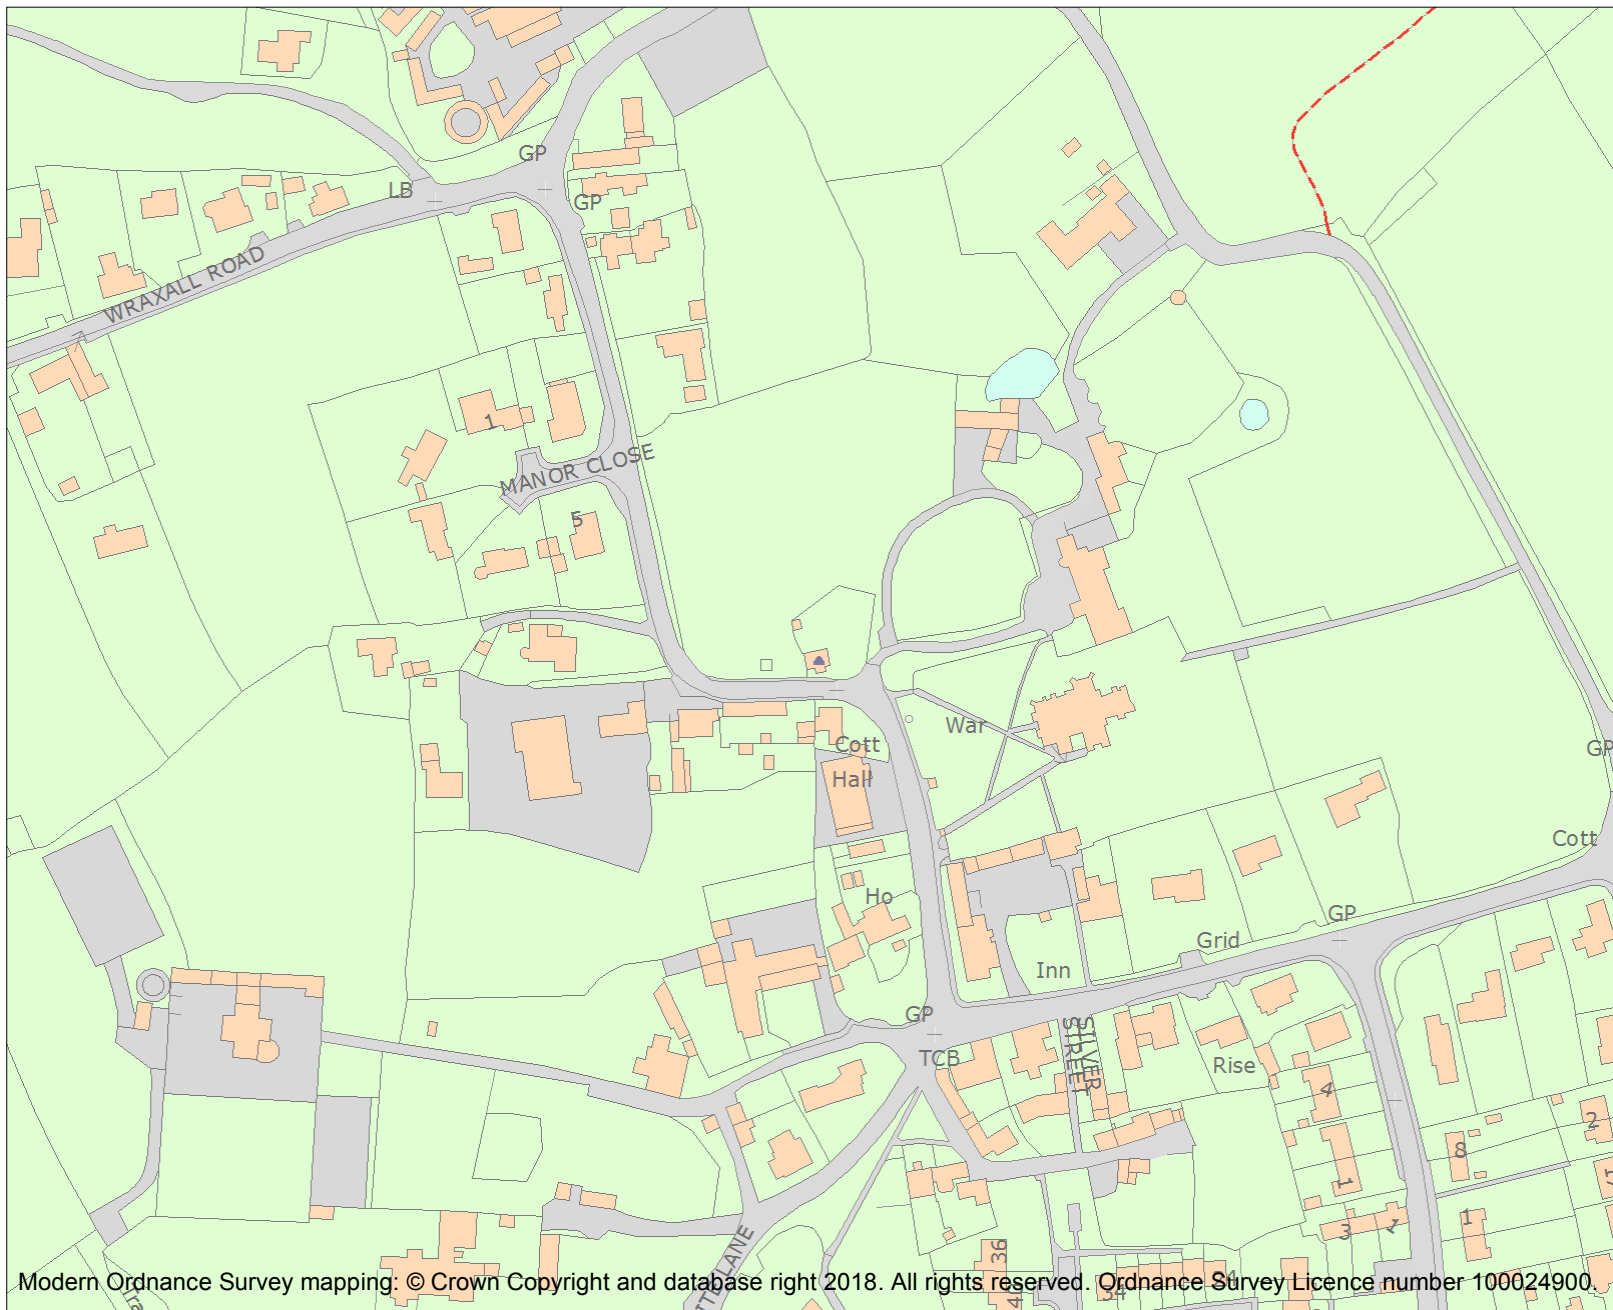 GP
LB
GP
WRAXALL ROAD
1
MANOR CLOSE
5
War
Cott
GP
Hall
Cott
Ho
GP
Grid
Inn
GP
TCB
SILVER
STREET
Rise
4
2
8
1
1
3
1
36
34
40
Modern Ordnance Survey mapping: © Crown Copyright and database right 2018. All rights reserved. Ordnance Survey Licence number 100024900.